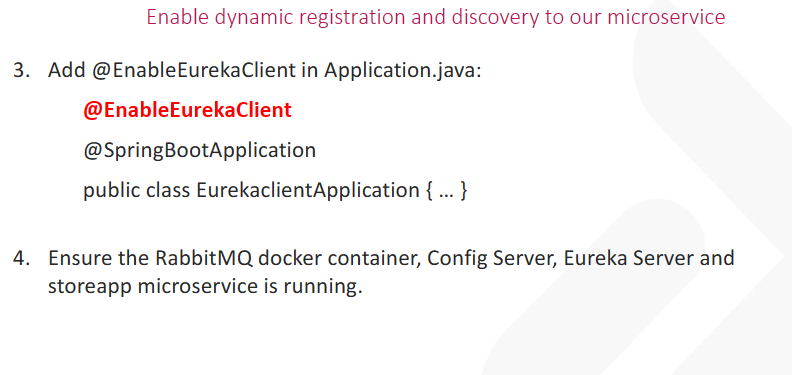 Enable dynamic registration and discovery to our microservice
3. Add @EnableEurekaClient in Application.java:
@EnableEurekaClient
@SpringBootApplication
public class EurekaclientApplication { … }
4. Ensure the RabbitMQ docker container, Config Server, Eureka Server and
storeapp microservice is running.